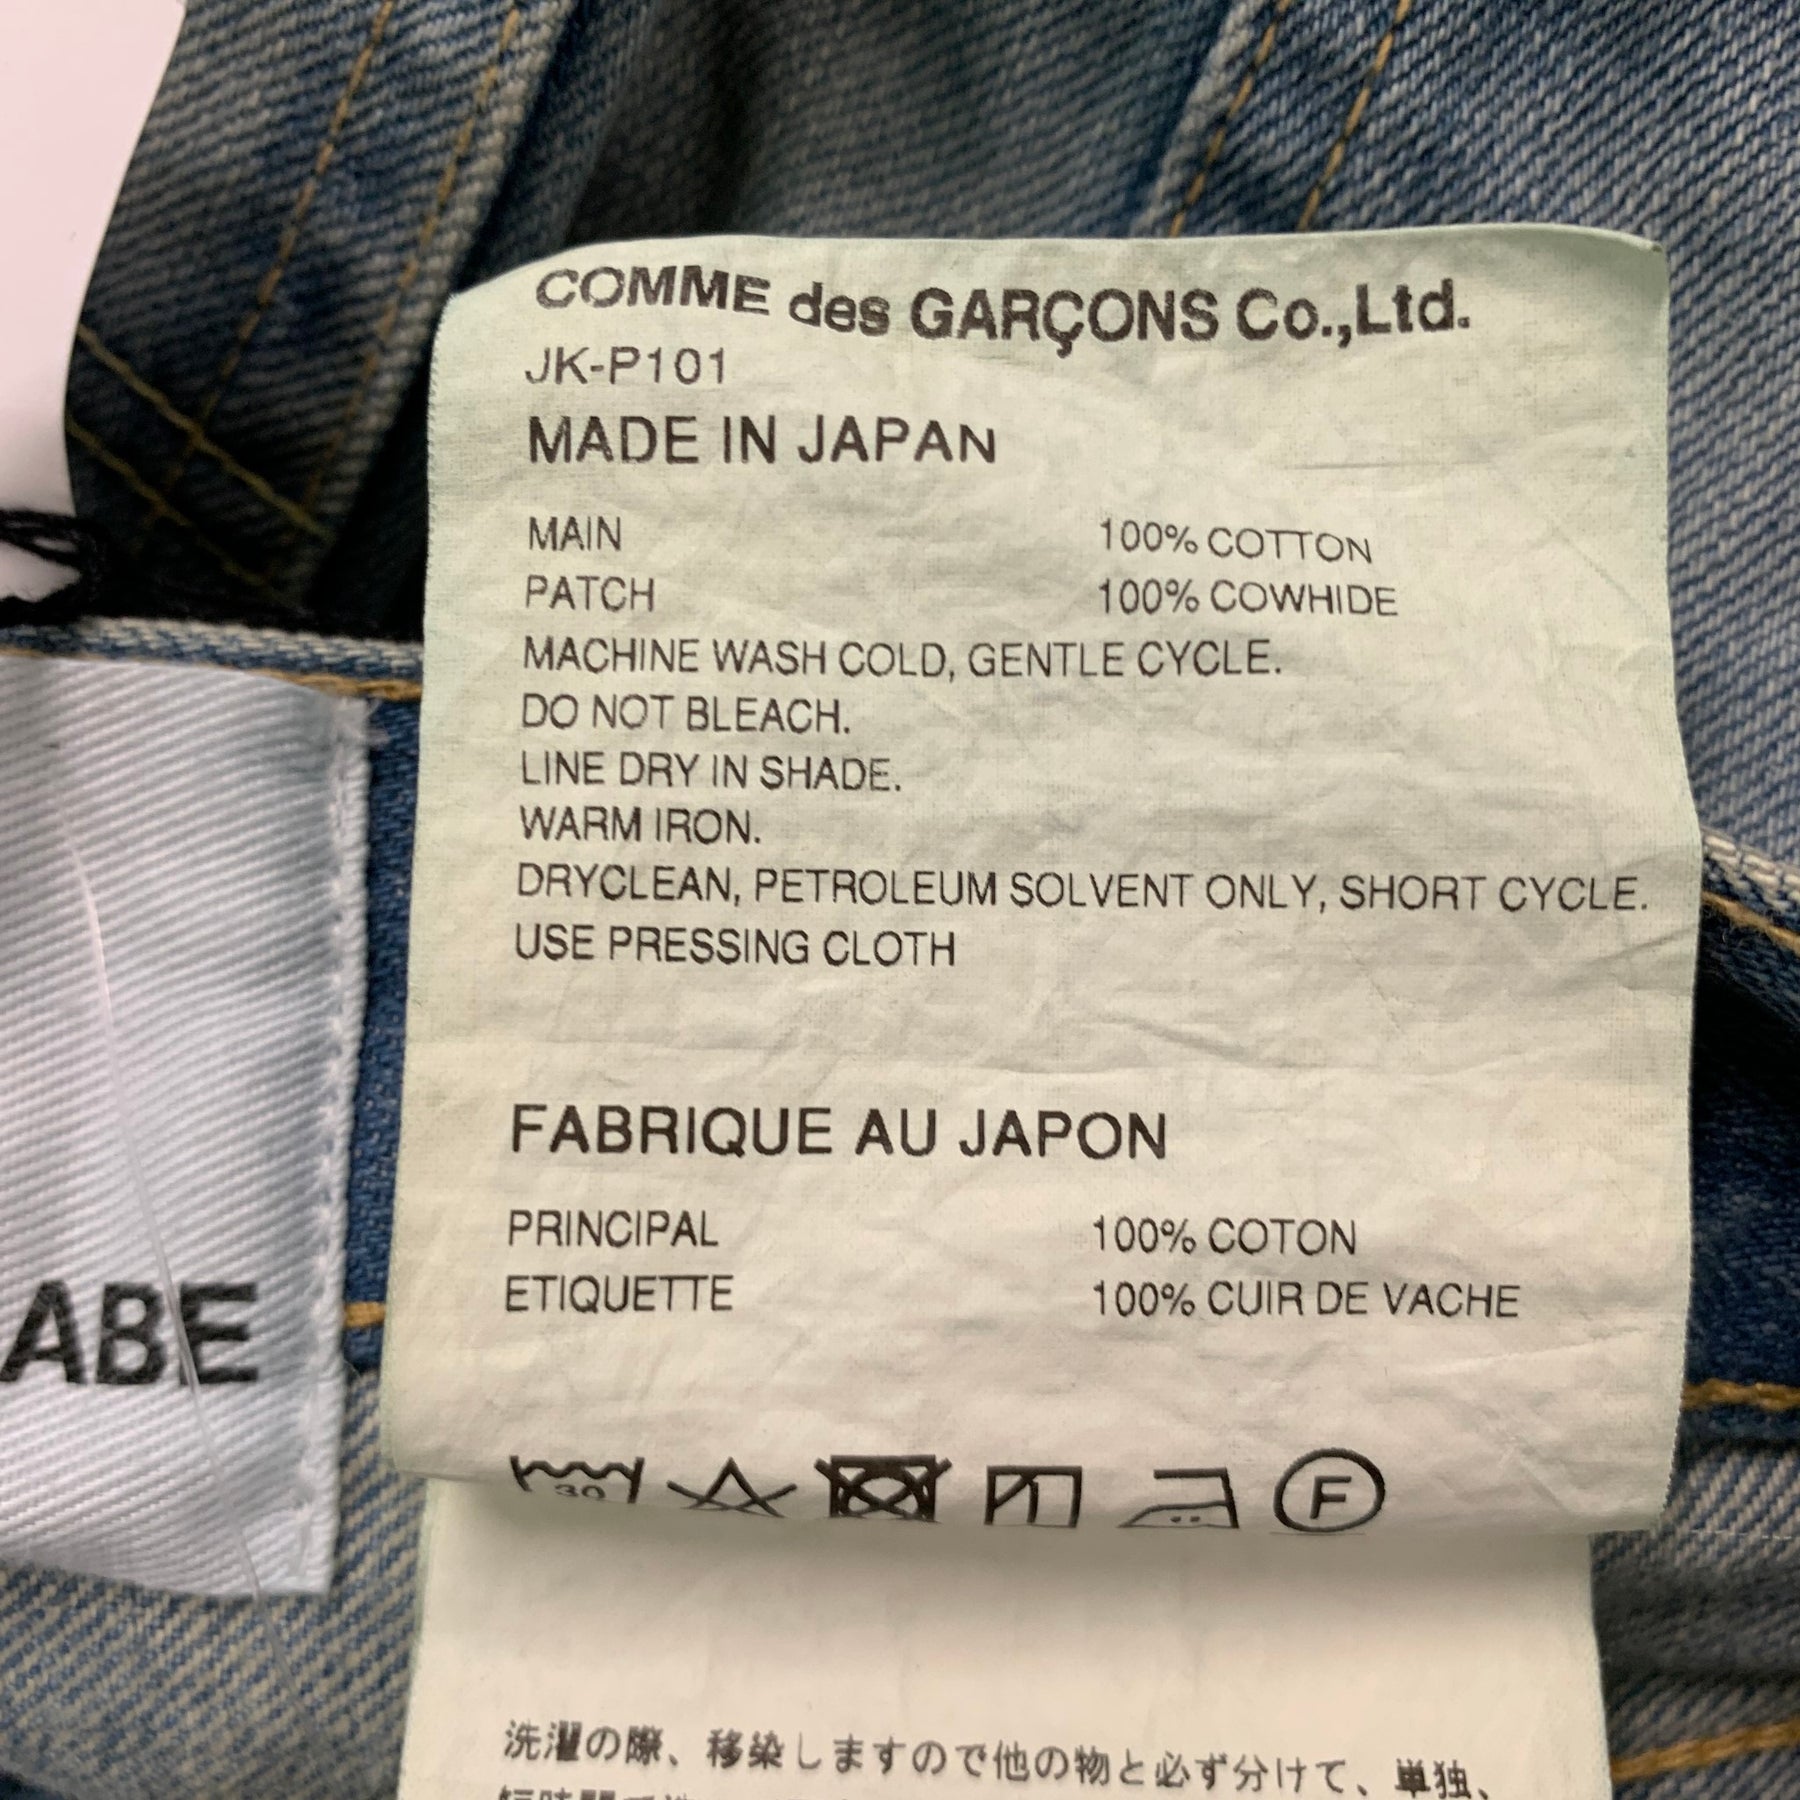 COMME des GARÇONS Co.,Ltd.
JK-P101
MADE IN JAPAN
MAIN 100% COTTON
PATCH 100% COWHIDE
MACHINE WASH COLD, GENTLE CYCLE.
DO NOT BLEACH.
LINE DRY IN SHADE.
WARM IRON.
DRYCLEAN, PETROLEUM SOLVENT ONLY, SHORT CYCLE.
USE PRESSING CLOTH
FABRIQUE AU JAPON
PRINCIPAL 100% COTON
ETIQUETTE 100% CUIR DE VACHE
30 F
ABE
洗濯の際、移染しますので他の物と必ず分けて、単独、